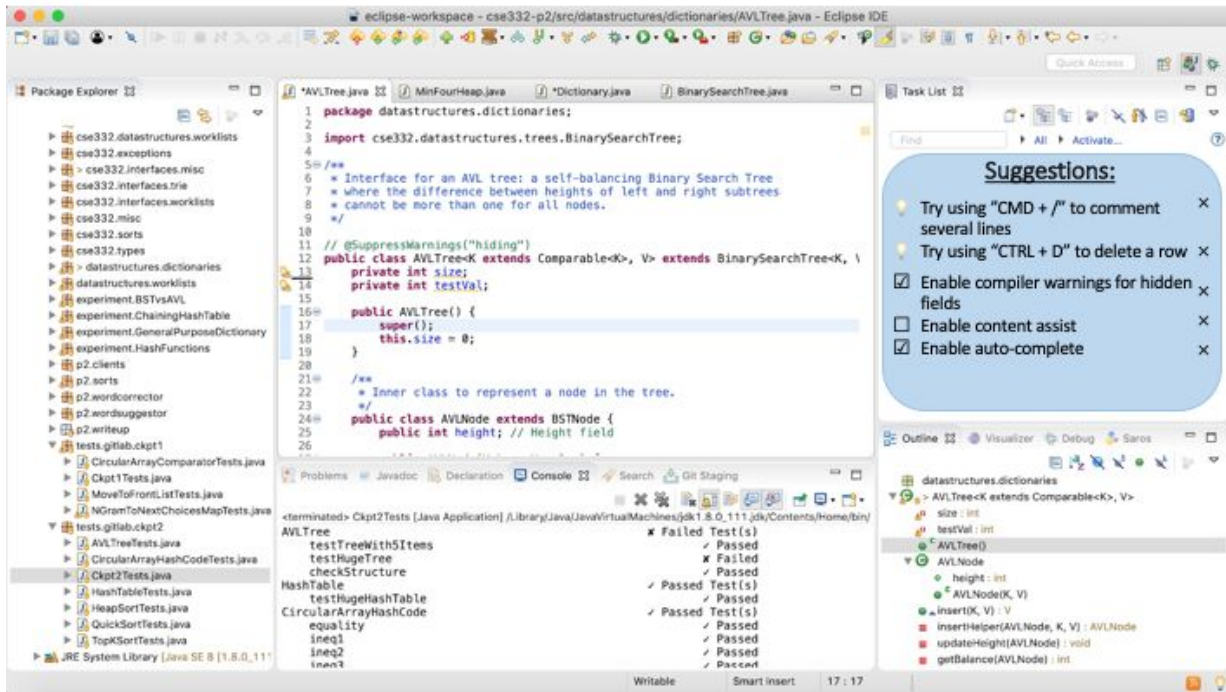 eclipse-workspace - cse332-p2/src/datastructures/dictionaries/AVLTree.java - Eclipse IDE
Quick Access
Package Explorer
cse332.datastructures.worklists
cse332.exceptions
> cse332.interfaces.misc
cse332.interfaces.trie
cse332.interfaces.worklists
cse332.misc
cse332.sorts
cse332.types
> datastructures.dictionaries
datastructures.worklists
experiment.BSTvsAVL
experiment.ChainingHashTable
experiment.GeneralPurposeDictionary
experiment.HashFunctions
p2.clients
p2.sorts
p2.wordcorrector
p2.wordsuggestor
p2.writeup
tests.gitlab.ckpt1
CircularArrayComparatorTests.java
Ckpt1Tests.java
MoveToFrontListTests.java
NGramToNextChoicesMapTests.java
tests.gitlab.ckpt2
AVLTreeTests.java
CircularArrayHashCodeTests.java
Ckpt2Tests.java
HashTableTests.java
HeapSortTests.java
QuickSortTests.java
TopKSortTests.java
JRE System Library [Java SE 8 [1.8.0_111
*AVLTree.java MinFourHeap.java *Dictionary.java BinarySearchTree.java
1 package datastructures.dictionaries;
2
3 import cse332.datastructures.trees.BinarySearchTree;
4
5 /**
6 * Interface for an AVL tree: a self-balancing Binary Search Tree
7 * where the difference between heights of left and right subtrees
8 * cannot be more than one for all nodes.
9 */
10
11 // @SuppressWarnings("hiding")
12 public class AVLTree<K extends Comparable<K>, V> extends BinarySearchTree<K, \
13 private int size;
14 private int testVal;
15
16 public AVLTree() {
17 super();
18 this.size = 0;
19 }
20
21 /**
22 * Inner class to represent a node in the tree.
23 */
24 public class AVLNode extends BSTNode {
25 public int height; // Height field
26
Problems Javadoc Declaration Console Search Git Staging
<terminated> Ckpt2Tests [Java Application] /Library/Java/JavaVirtualMachines/jdk1.8.0_111.jdk/Contents/Home/bin/
AVLTree ✘ Failed Test(s)
testTreeWith5Items ✓ Passed
testHugeTree ✘ Failed
checkStructure ✓ Passed
HashTable ✓ Passed Test(s)
testHugeHashTable ✓ Passed
CircularArrayHashCode ✓ Passed Test(s)
equality ✓ Passed
ineq1 ✓ Passed
ineq2 ✓ Passed
ineq3 ✓ Passed
Task List
Find All Activate...
Suggestions:
Try using “CMD + /” to comment
several lines
Try using “CTRL + D” to delete a row
Enable compiler warnings for hidden
fields
Enable content assist
Enable auto-complete
Outline Visualizer Debug Saros
datastructures.dictionaries
> AVLTree<K extends Comparable<K>, V>
size : int
testVal : int
AVLTree()
AVLNode
height : int
AVLNode(K, V)
insert(K, V) : V
insertHelper(AVLNode, K, V) : AVLNode
updateHeight(AVLNode) : void
getBalance(AVLNode) : int
Writable Smart Insert 17 : 17